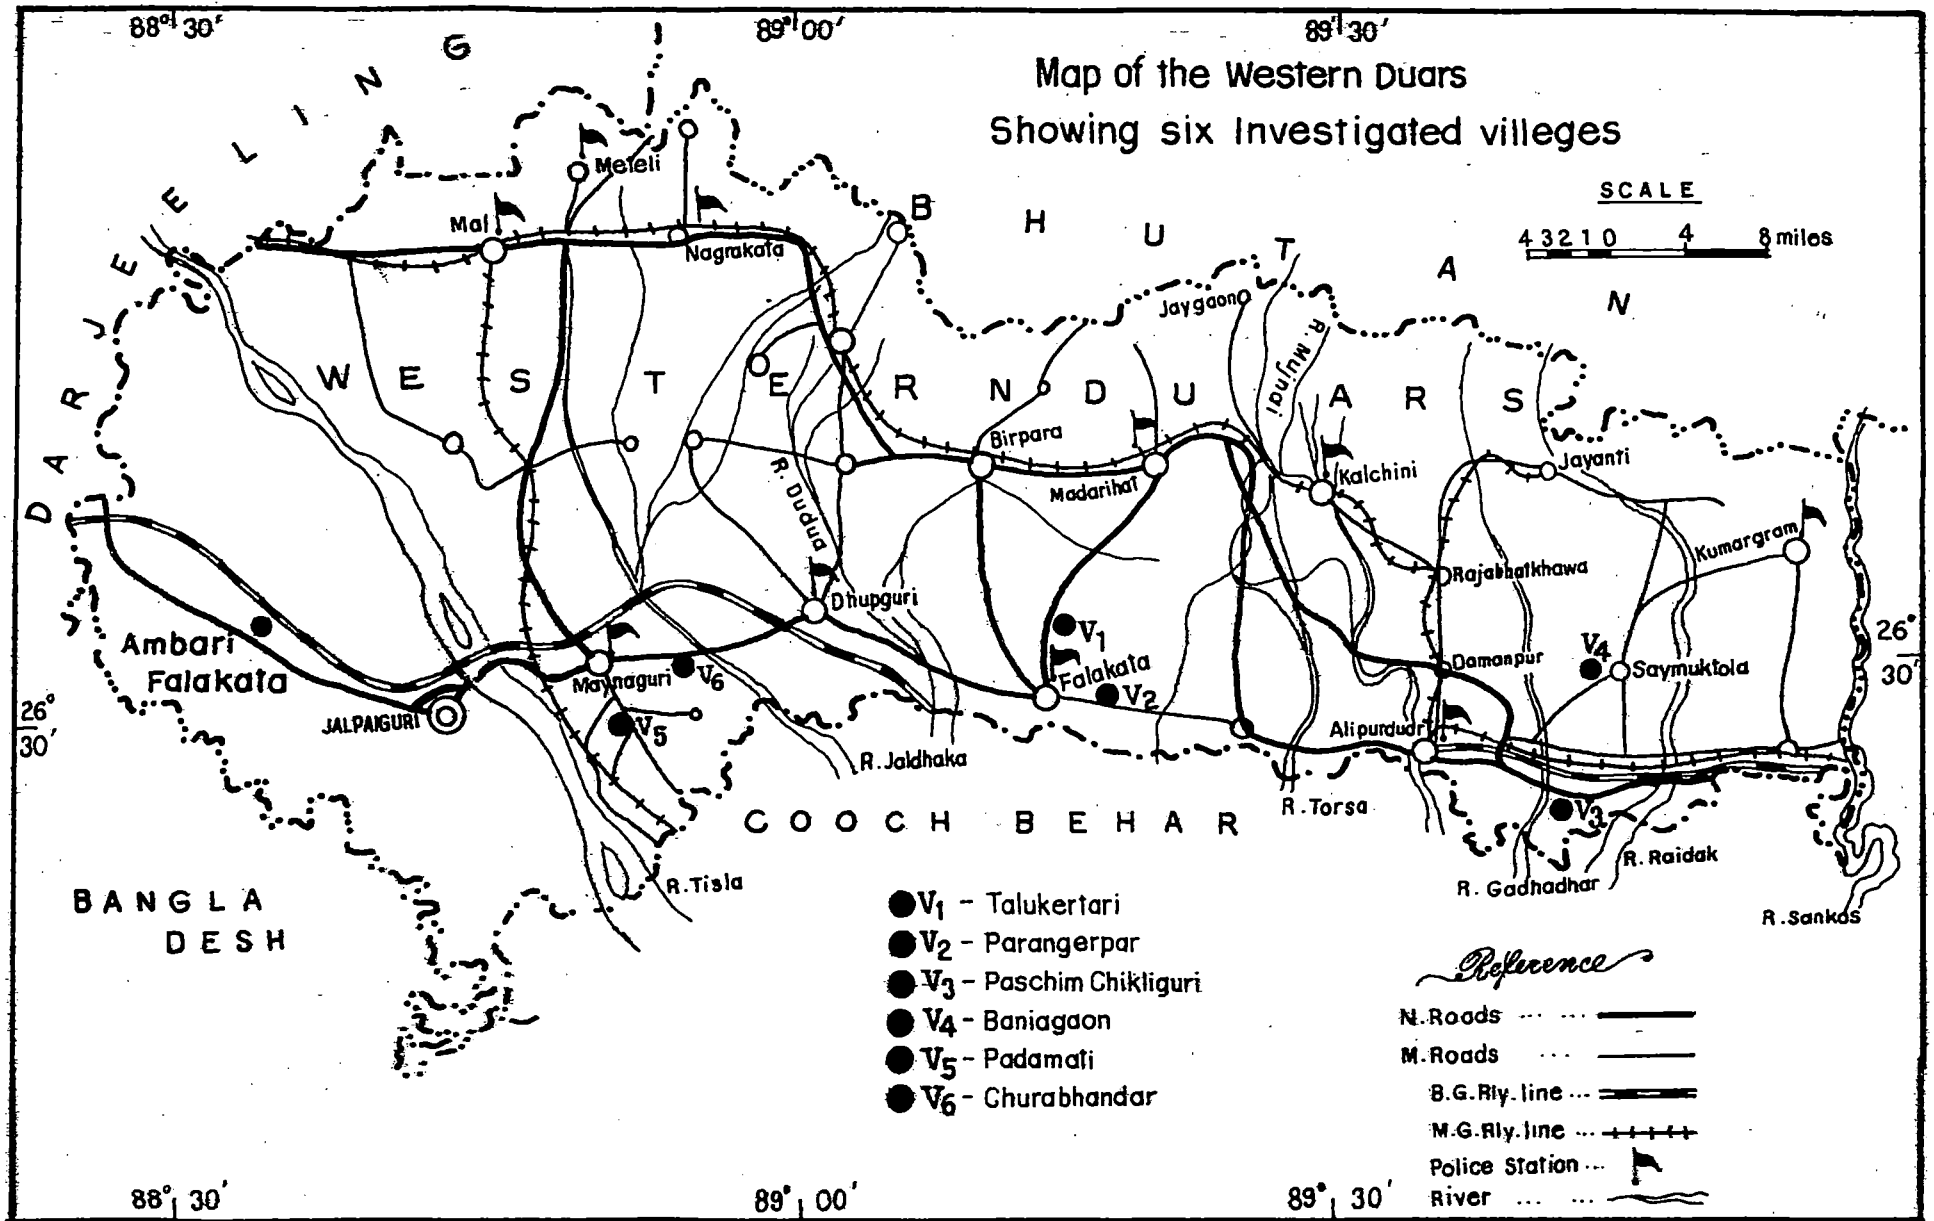 88° 30'
89° 00'
89° 30'
Map of the Western Duars
Showing six Investigated villeges
SCALE
4 3 2 1 0 4 8 miles
DARJEELING
BHUTAN
WESTERN DUARS
Meteli
Mal
Nagrakata
Jaygaon
R. Mujnai
Birpara
Madarihat
Kalchini
Jayanti
R. Dudua
Kumargram
Rajabhatkhawa
Dhupguri
Ambari
Falakata
V1
Falakata
V2
Damanpur
V4
Saymuktola
26°
30'
Maynaguri
V6
JALPAIGURI
V5
Alipurduar
26°
30'
R. Jaldhaka
R. Torsa
V3
COOCH BEHAR
R. Raidak
R. Gadhadhar
R. Tista
R. Sankos
BANGLA
DESH
V1 - Talukertari
V2 - Parangerpar
V3 - Paschim Chikliguri
V4 - Baniagaon
V5 - Padamati
V6 - Churabhandar
Reference
N. Roads ... ...
M. Roads ...
B.G. Rly. line ...
M.G. Rly. line ...
Police Station ...
River ... ...
88° 30'
89° 00'
89° 30'